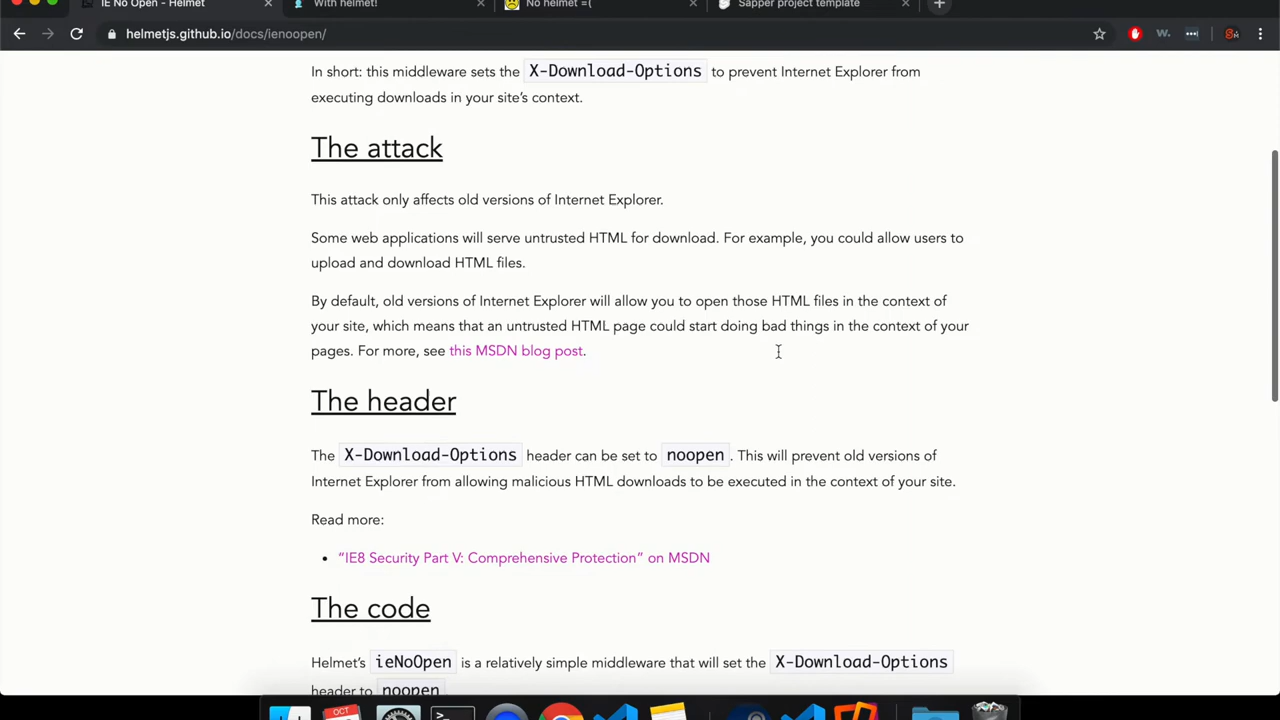 IE No Open - Helmet
With helmet!
No helmet =(
Sapper project template
helmetjs.github.io/docs/ienoopen/
In short: this middleware sets the X-Download-Options to prevent Internet Explorer from
executing downloads in your site's context.
The attack
This attack only affects old versions of Internet Explorer.
Some web applications will serve untrusted HTML for download. For example, you could allow users to
upload and download HTML files.
By default, old versions of Internet Explorer will allow you to open those HTML files in the context of
your site, which means that an untrusted HTML page could start doing bad things in the context of your
pages. For more, see this MSDN blog post.
The header
The X-Download-Options header can be set to noopen. This will prevent old versions of
Internet Explorer from allowing malicious HTML downloads to be executed in the context of your site.
Read more:
• "IE8 Security Part V: Comprehensive Protection" on MSDN
The code
Helmet's ieNoOpen is a relatively simple middleware that will set the X-Download-Options
header to noopen
OCT